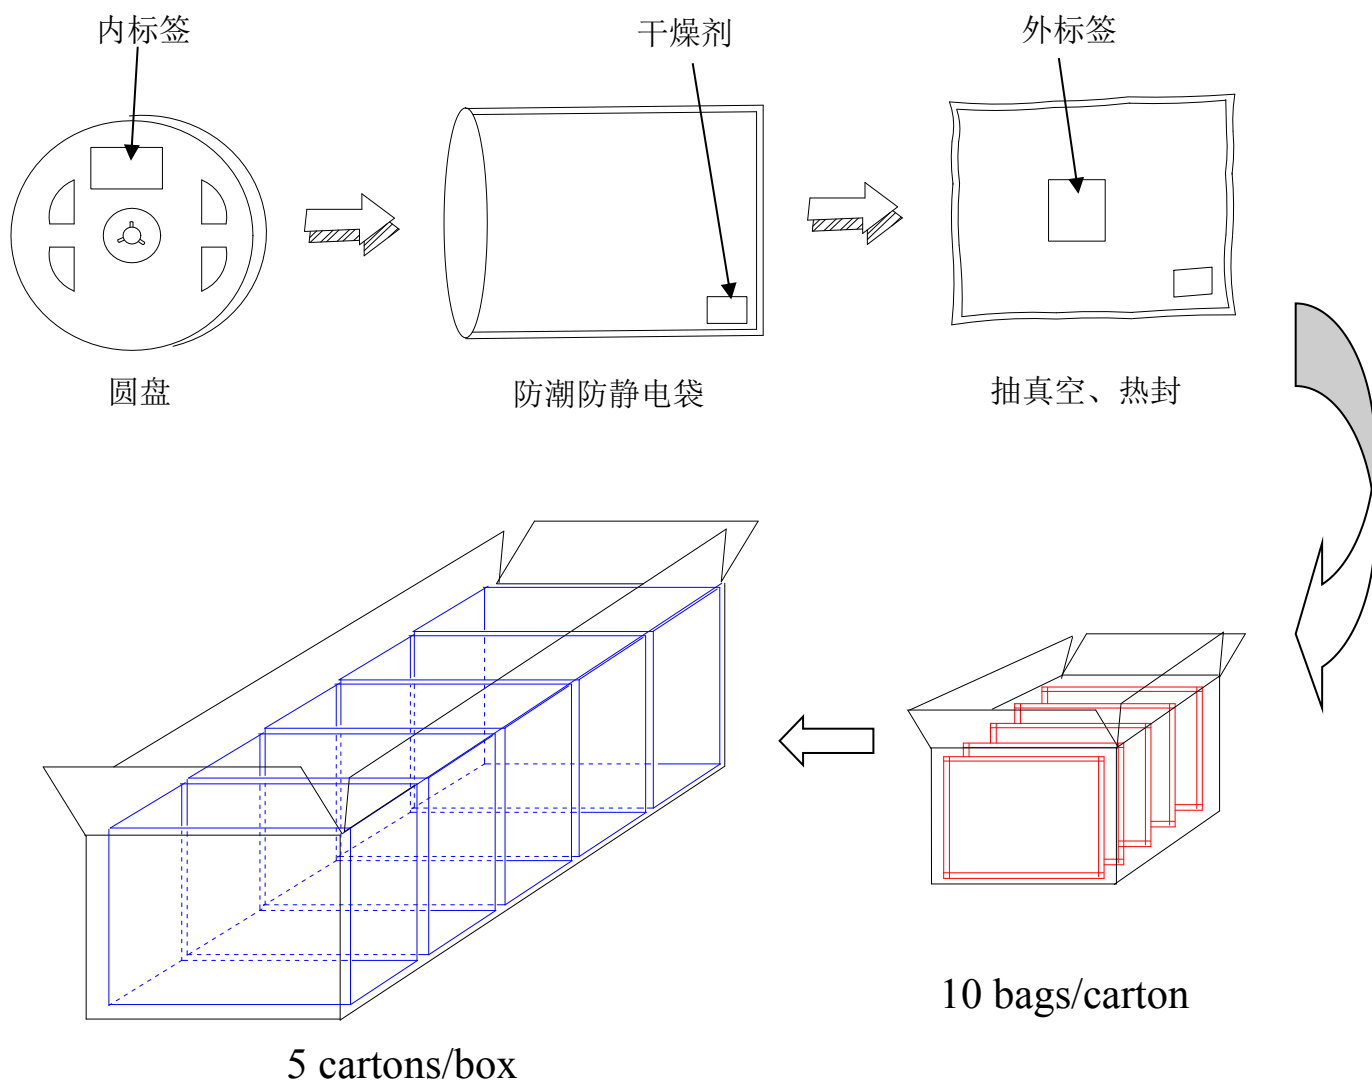 内标签
干燥剂
外标签
圆盘
防潮防静电袋
抽真空、热封
10 bags/carton
5 cartons/box